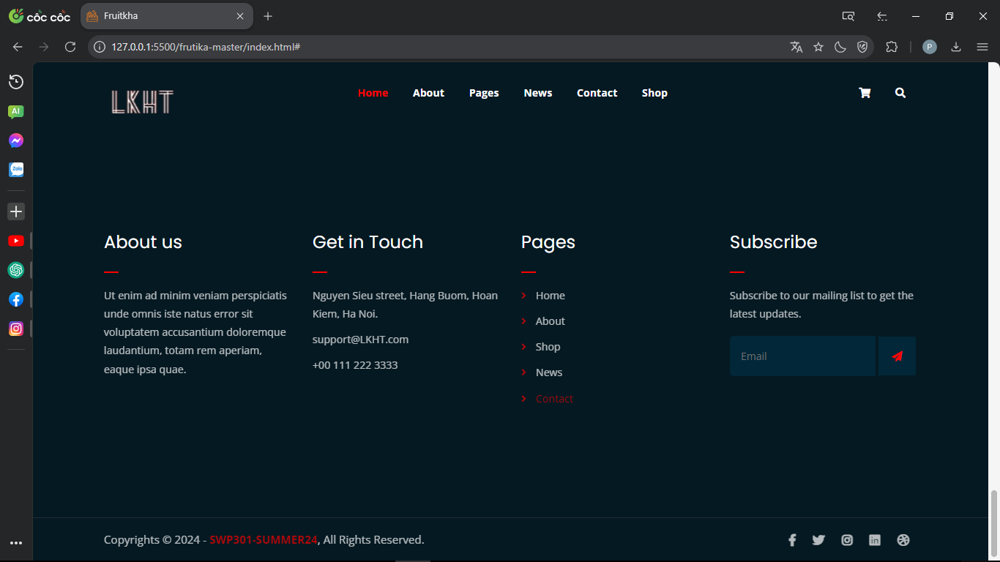 cốc cốc
Fruitkha
127.0.0.1:5500/frutika-master/index.html#
P
AI
Zalo
LKHT
Home About Pages News Contact Shop
About us
Ut enim ad minim veniam perspiciatis
unde omnis iste natus error sit
voluptatem accusantium doloremque
laudantium, totam rem aperiam,
eaque ipsa quae.
Get in Touch
Nguyen Sieu street, Hang Buom, Hoan
Kiem, Ha Noi.
support@LKHT.com
+00 111 222 3333
Pages
Home
About
Shop
News
Contact
Subscribe
Subscribe to our mailing list to get the
latest updates.
Email
Copyrights © 2024 - SWP301-SUMMER24, All Rights Reserved.